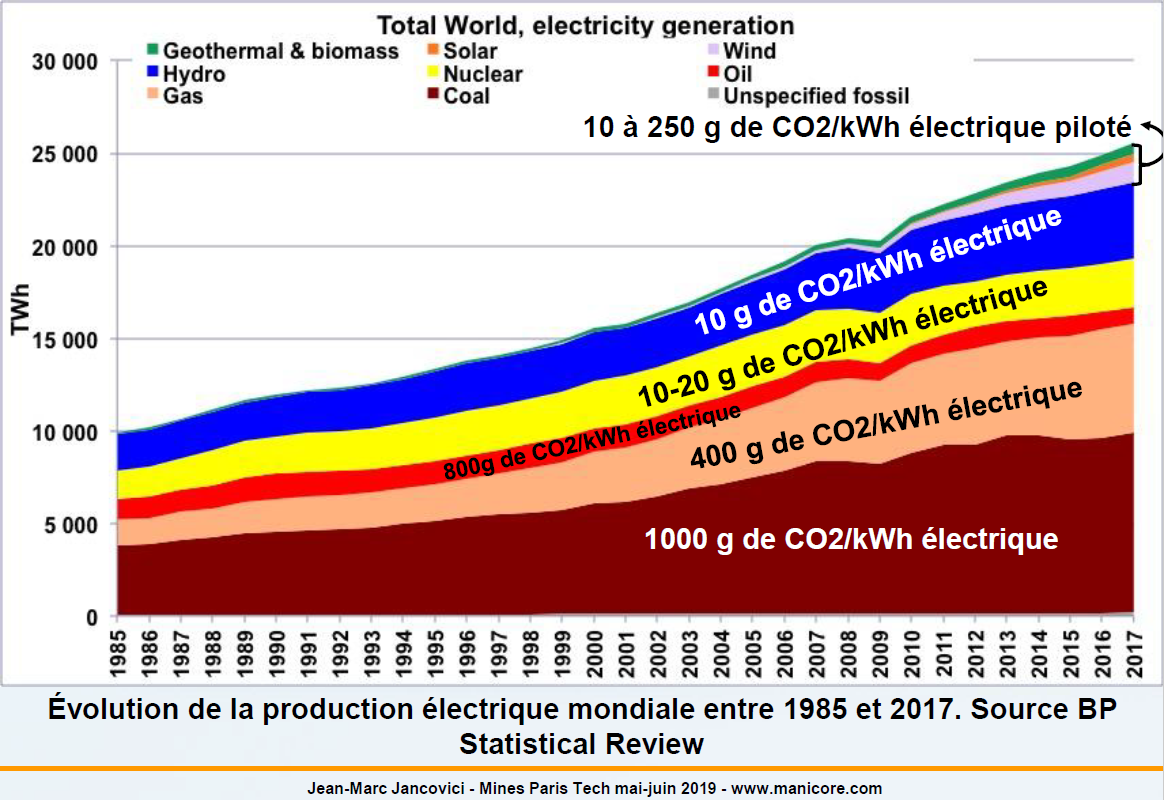 Total World, electricity generation
Geothermal & biomass Solar Wind
Hydro Nuclear Oil
Gas Coal Unspecified fossil
30 000
10 à 250 g de CO2/kWh électrique piloté
25 000
20 000
10 g de CO2/kWh électrique
TWh
15 000
10-20 g de CO2/kWh électrique
10 000
800g de CO2/kWh électrique
400 g de CO2/kWh électrique
5 000
1000 g de CO2/kWh électrique
0
1985 1986 1987 1988 1989 1990 1991 1992 1993 1994 1995 1996 1997 1998 1999 2000 2001 2002 2003 2004 2005 2006 2007 2008 2009 2010 2011 2012 2013 2014 2015 2016 2017
Évolution de la production électrique mondiale entre 1985 et 2017. Source BP
Statistical Review
Jean-Marc Jancovici - Mines Paris Tech mai-juin 2019 - www.manicore.com